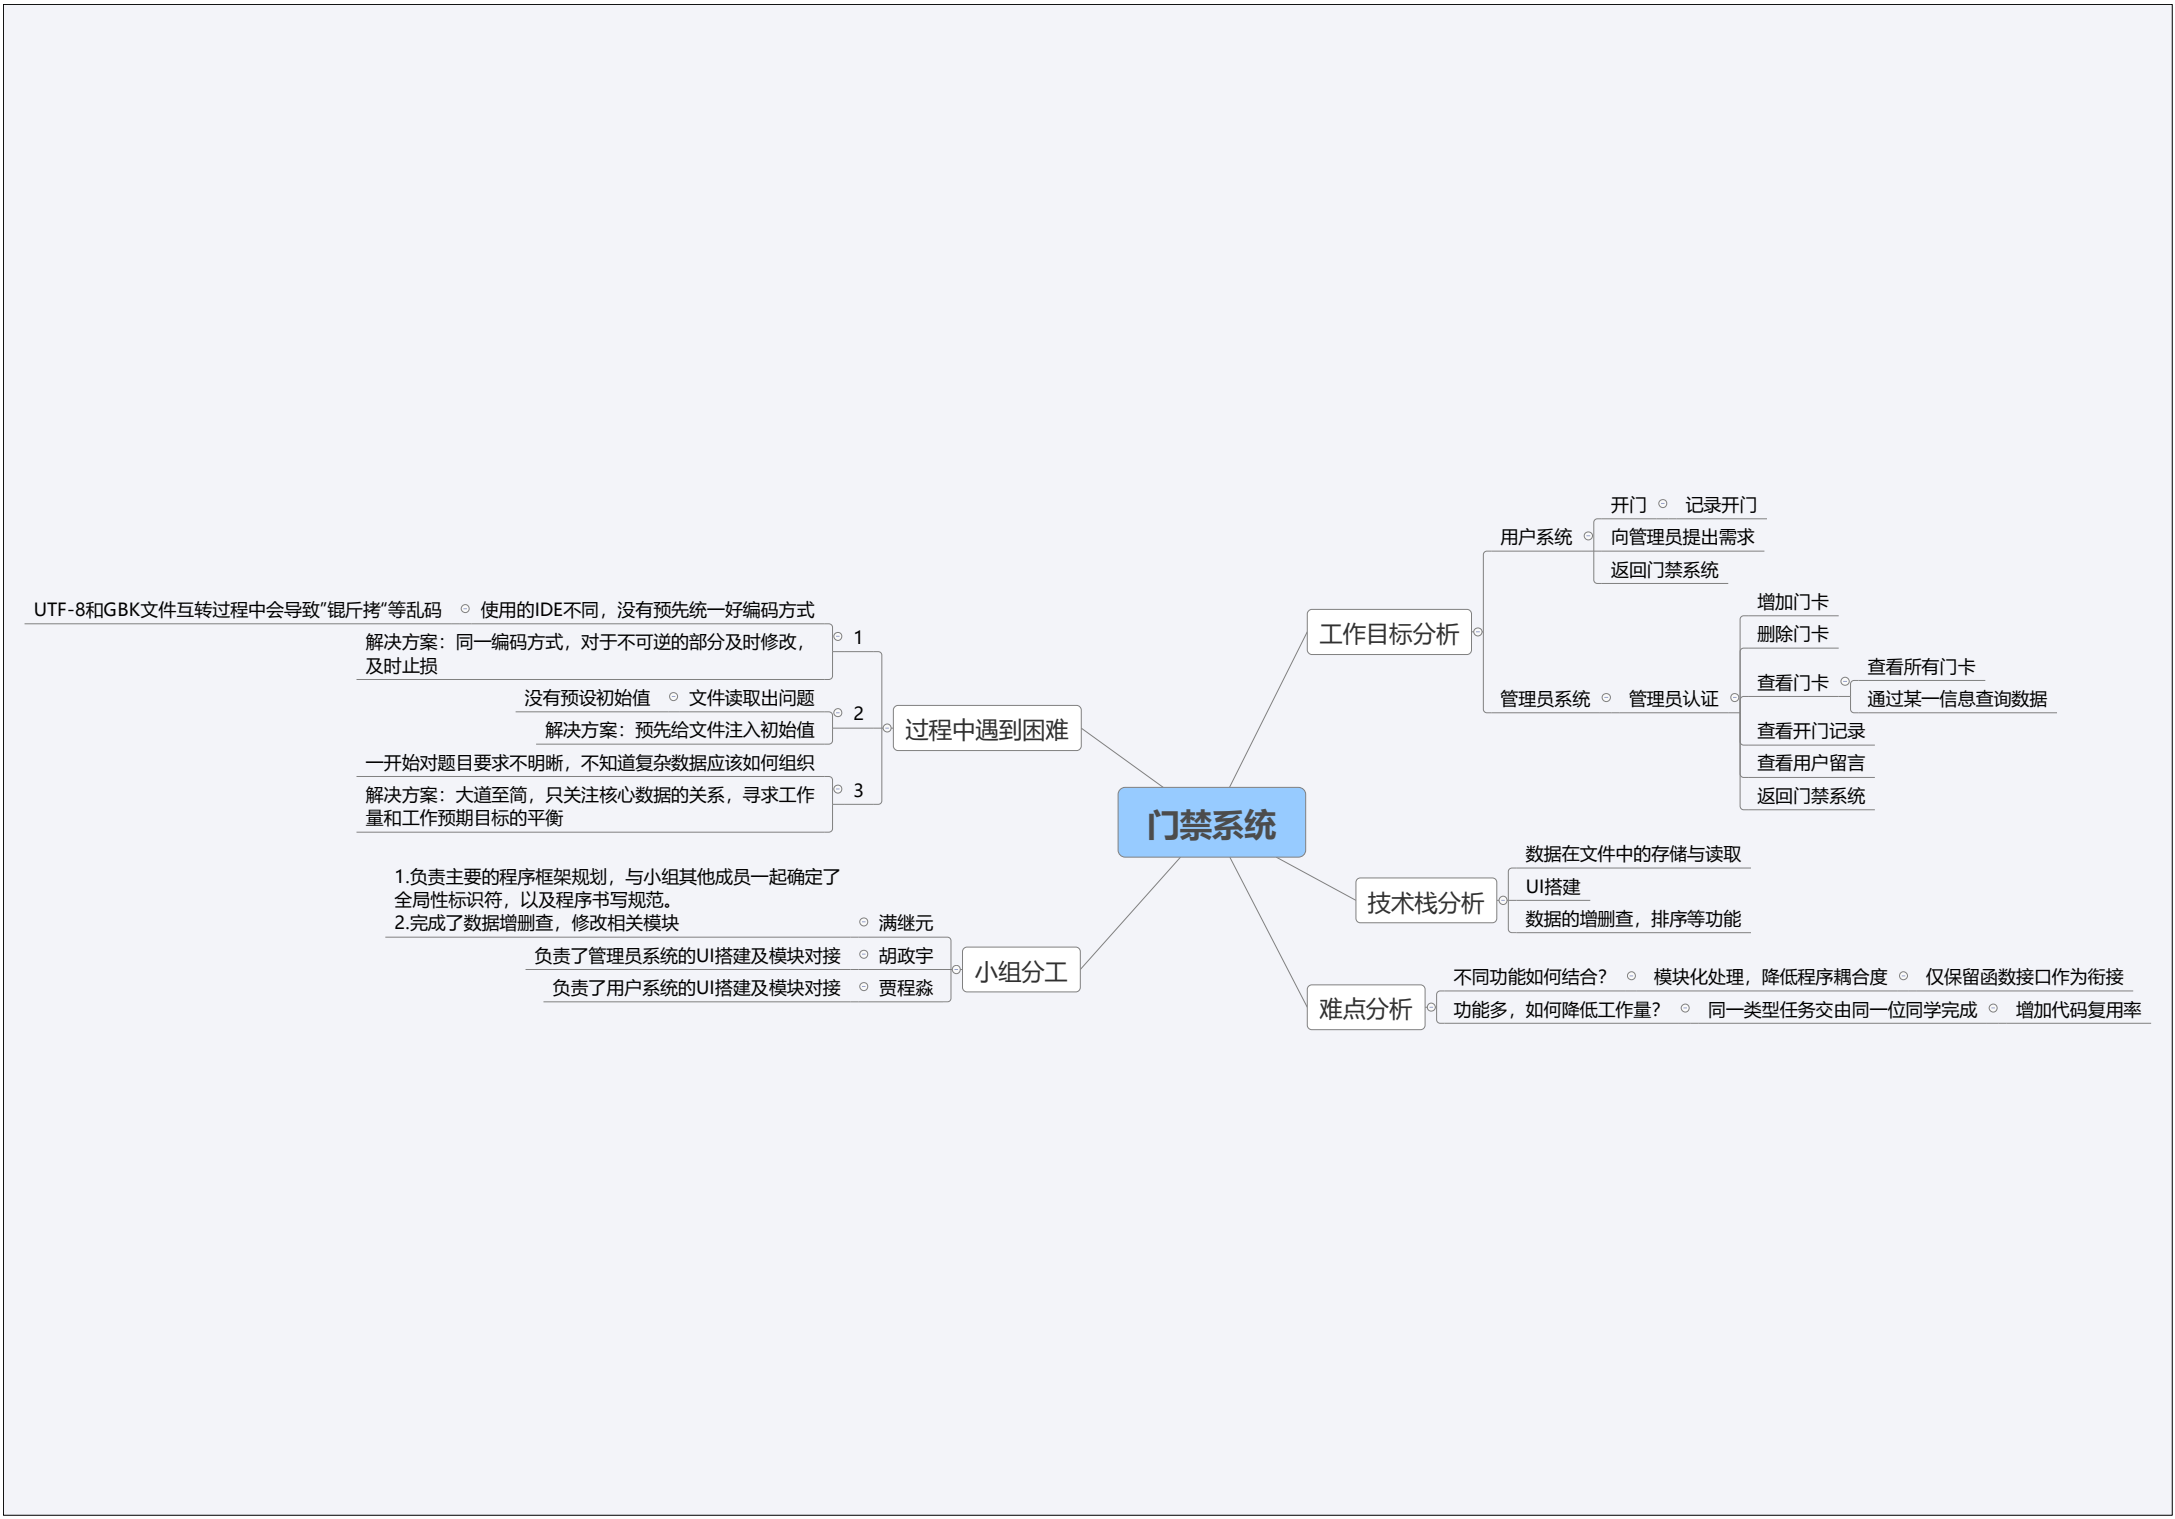 门禁系统
工作目标分析
用户系统
开门
记录开门
向管理员提出需求
返回门禁系统
管理员系统
管理员认证
增加门卡
删除门卡
查看门卡
查看所有门卡
通过某一信息查询数据
查看开门记录
查看用户留言
返回门禁系统
技术栈分析
数据在文件中的存储与读取
UI搭建
数据的增删查，排序等功能
难点分析
不同功能如何结合？
模块化处理，降低程序耦合度
仅保留函数接口作为衔接
功能多，如何降低工作量？
同一类型任务交由同一位同学完成
增加代码复用率
过程中遇到困难
1
使用的IDE不同，没有预先统一好编码方式
UTF-8和GBK文件互转过程中会导致”锟斤拷“等乱码
解决方案：同一编码方式，对于不可逆的部分及时修改，
及时止损
2
文件读取出问题
没有预设初始值
解决方案：预先给文件注入初始值
3
一开始对题目要求不明晰，不知道复杂数据应该如何组织
解决方案：大道至简，只关注核心数据的关系，寻求工作
量和工作预期目标的平衡
小组分工
满继元
1.负责主要的程序框架规划，与小组其他成员一起确定了
全局性标识符，以及程序书写规范。
2.完成了数据增删查，修改相关模块
胡政宇
负责了管理员系统的UI搭建及模块对接
贾程淼
负责了用户系统的UI搭建及模块对接